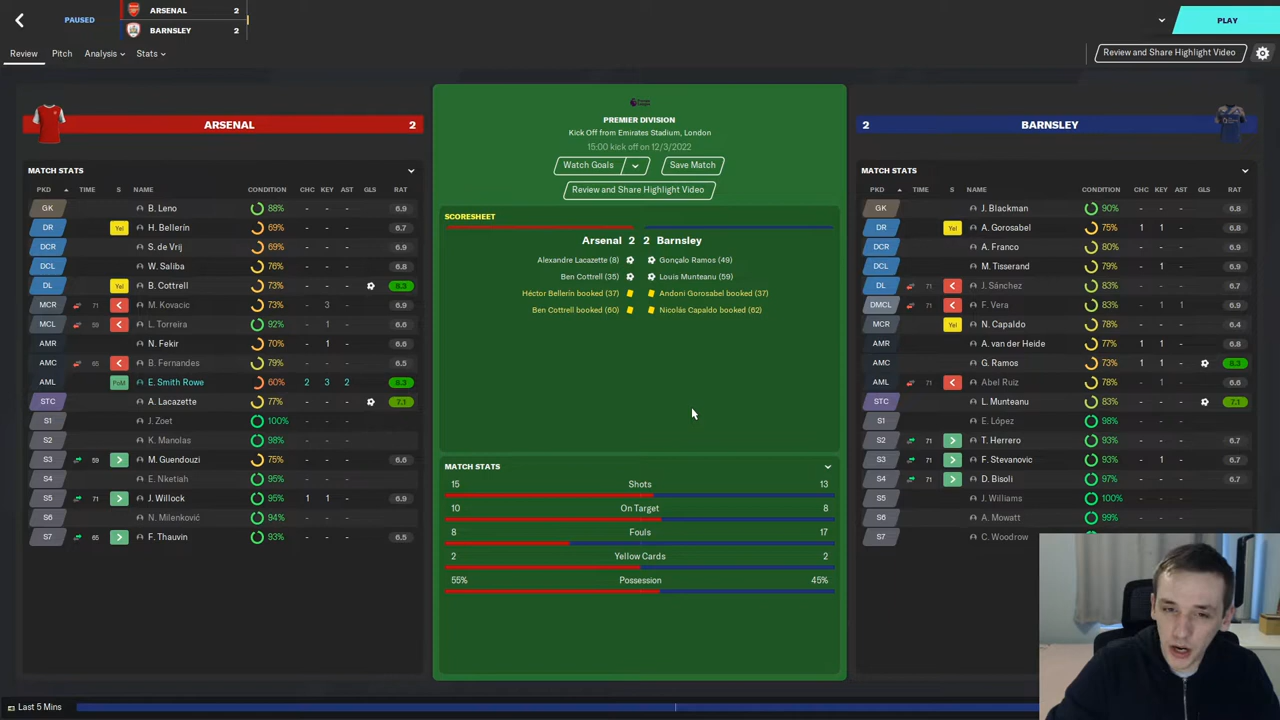 PAUSED
ARSENAL 2
BARNSLEY 2
PLAY
Review Pitch Analysis Stats
Review and Share Highlight Video
ARSENAL 2
MATCH STATS
PKD TIME S NAME CONDITION CHC KEY AST GLS RAT
GK B. Leno 88% - - - 6.9
DR Yel H. Bellerín 69% - - - 6.7
DCR S. de Vrij 69% - - - 6.9
DCL W. Saliba 76% - - - 6.8
DL Yel B. Cottrell 73% - - - 8.3
MCR 71 M. Kovacic 73% - 3 - 6.9
MCL 59 L. Torreira 92% - 1 - 6.6
AMR N. Fekir 70% - 1 - 6.6
AMC 65 B. Fernandes 79% - - - 6.5
AML PoM E. Smith Rowe 60% 2 3 2 8.3
STC A. Lacazette 77% - - - 7.1
S1 J. Zoet 100% - - -
S2 K. Manolas 98% - - -
S3 59 M. Guendouzi 75% - - - 6.6
S4 E. Nketiah 95% - - -
S5 71 J. Willock 95% 1 1 - 6.9
S6 N. Milenković 94% - - -
S7 65 F. Thauvin 93% - - - 6.5
PREMIER DIVISION
Kick Off from Emirates Stadium, London
15:00 kick off on 12/3/2022
Watch Goals Save Match
Review and Share Highlight Video
SCORESHEET
Arsenal 2 2 Barnsley
Alexandre Lacazette (8) Gonçalo Ramos (49)
Ben Cottrell (35) Louis Munteanu (59)
Héctor Bellerín booked (37) Andoni Gorosabel booked (37)
Ben Cottrell booked (60) Nicolás Capaldo booked (62)
MATCH STATS
15 Shots 13
10 On Target 8
8 Fouls 17
2 Yellow Cards 2
55% Possession 45%
2 BARNSLEY
MATCH STATS
PKD TIME S NAME CONDITION CHC KEY AST GLS RAT
GK J. Blackman 90% - - - 6.8
DR Yel A. Gorosabel 75% 1 1 - 6.8
DCR A. Franco 80% - - - 6.9
DCL M. Tisserand 79% - 1 - 6.8
DL 71 J. Sánchez 83% - - - 6.7
DMCL 71 F. Vera 83% - 1 1 6.9
MCR Yel N. Capaldo 78% - - - 6.4
AMR A. van der Heide 77% 1 1 - 6.8
AMC G. Ramos 73% 1 1 - 8.3
AML 71 Abel Ruiz 78% - 1 - 6.6
STC L. Munteanu 83% - - - 7.1
S1 E. López 98% - - -
S2 71 T. Herrero 93% - - - 6.7
S3 71 F. Stevanovic 93% - 1 - 6.7
S4 71 D. Bisoli 97% - - - 6.7
S5 J. Williams 100% - - -
S6 A. Mowatt 99% - - -
S7 C. Woodrow
Last 5 Mins